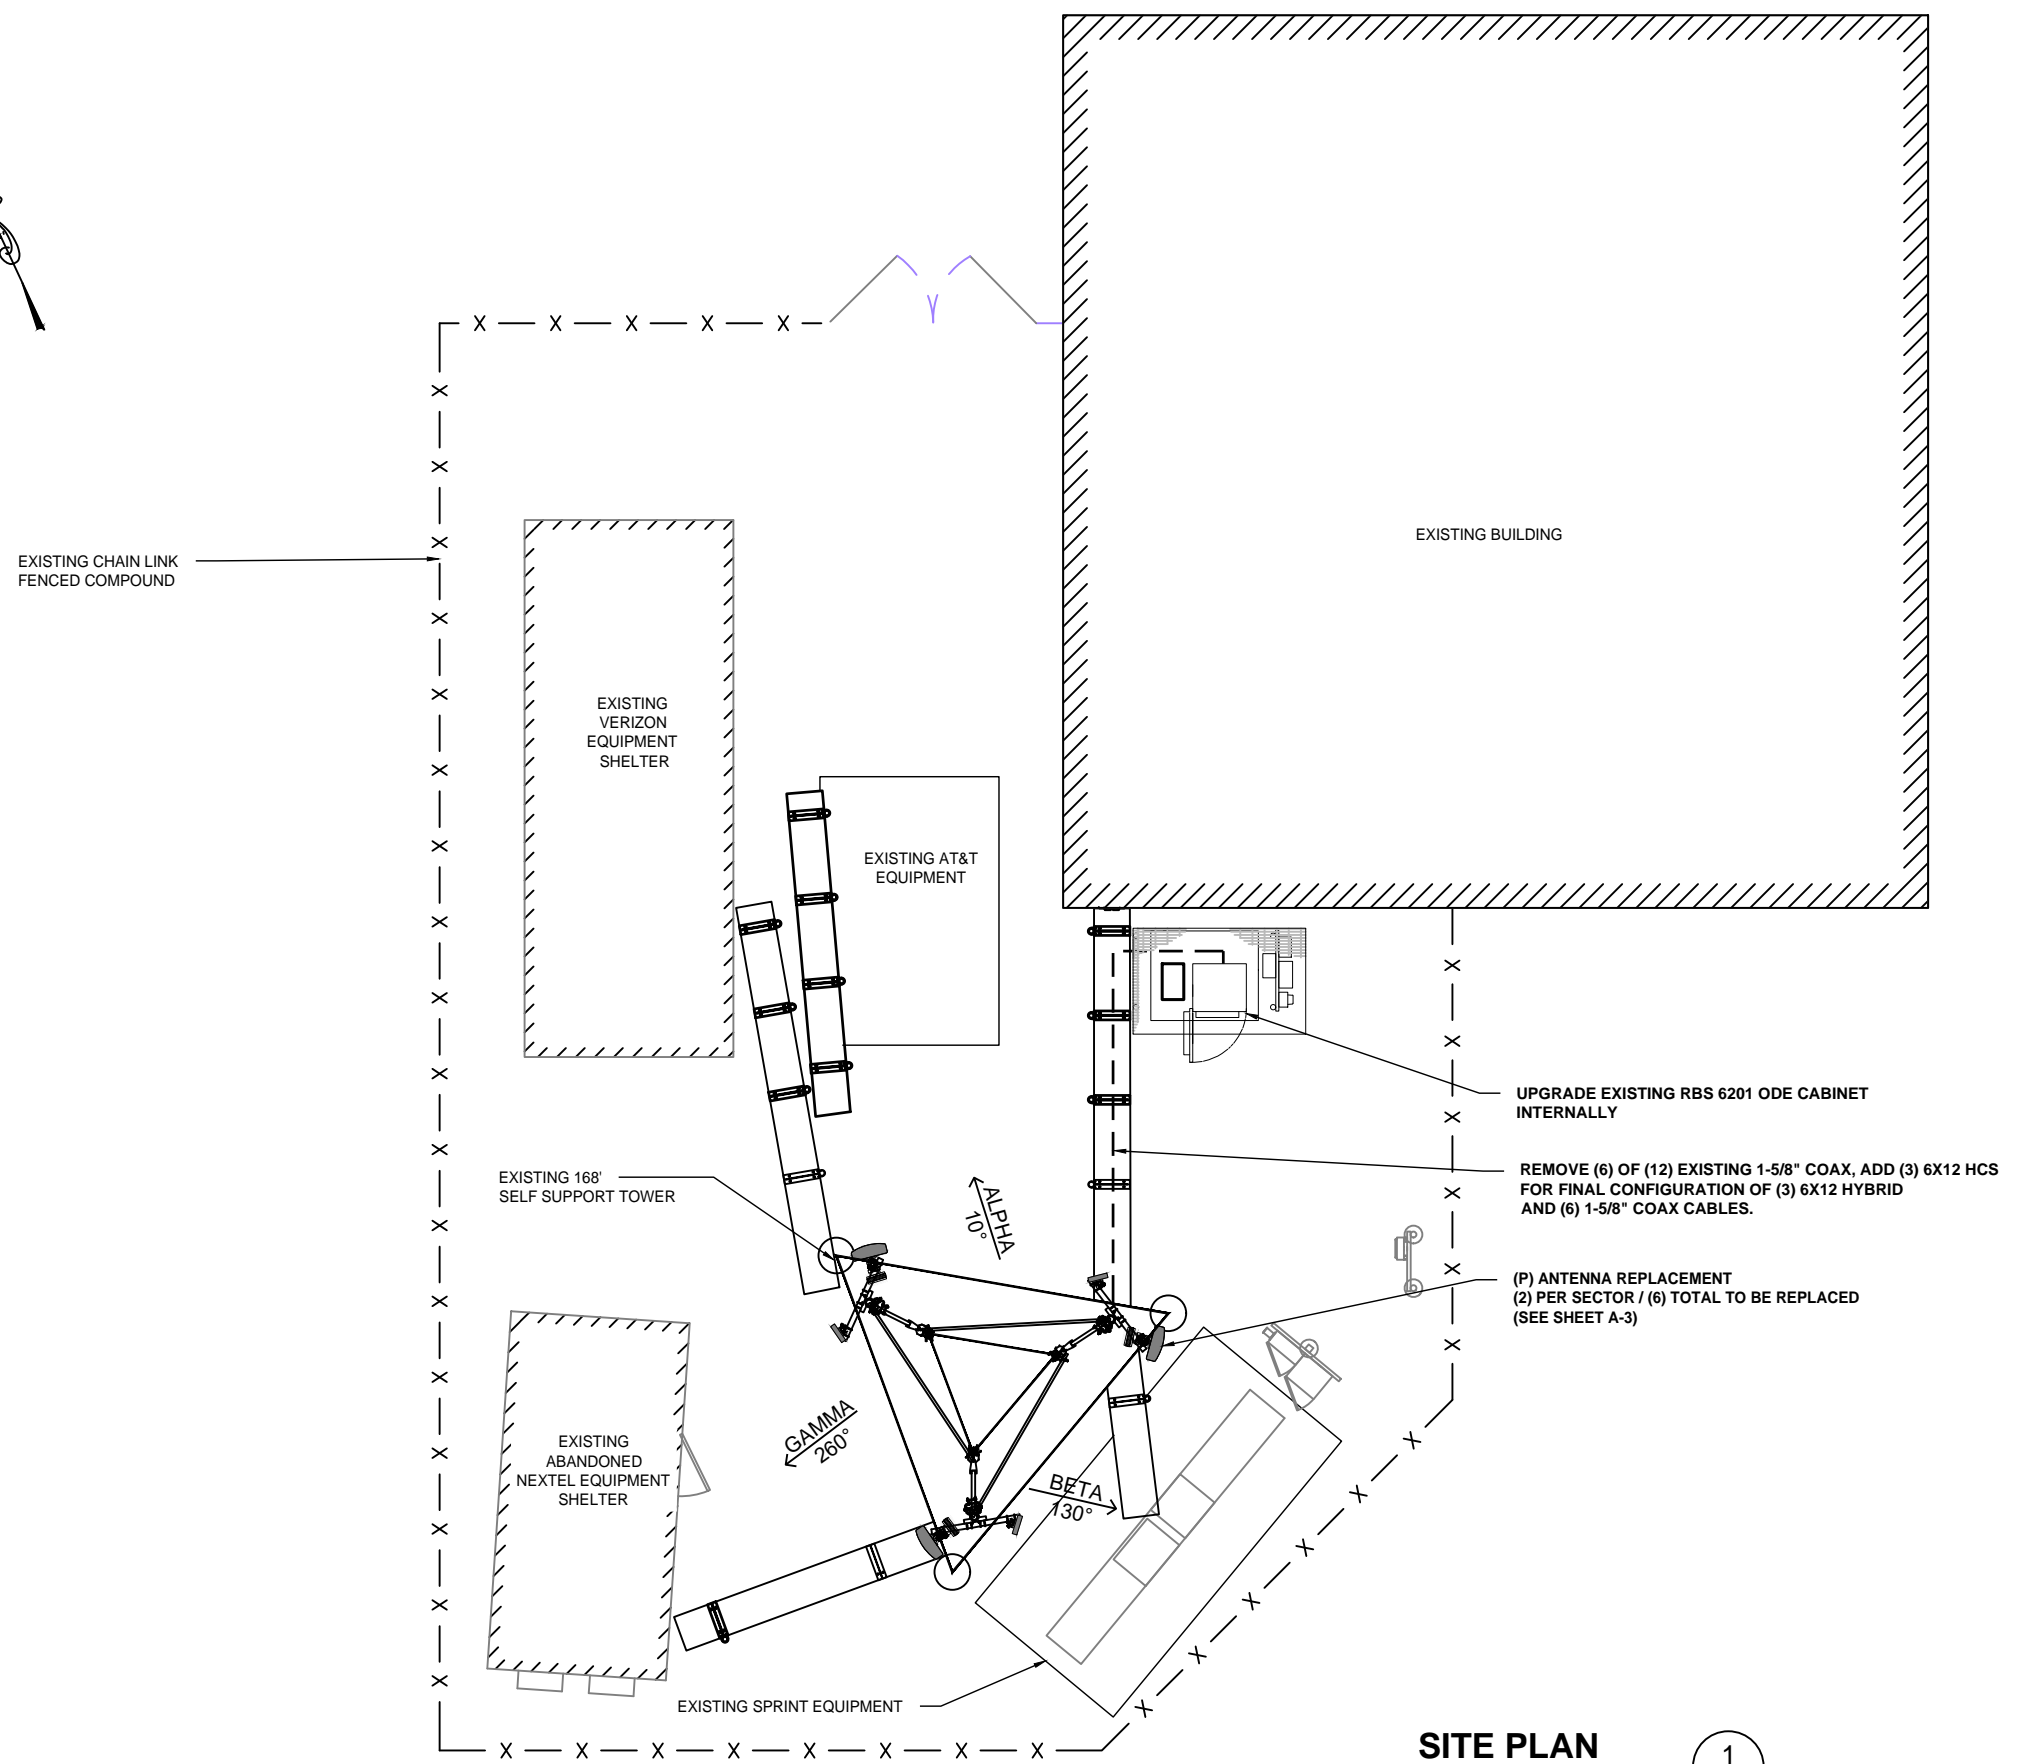 EXISTING BUILDING
EXISTING CHAIN LINK
FENCED COMPOUND
EXISTING
VERIZON
EQUIPMENT
SHELTER
EXISTING AT&T
EQUIPMENT
UPGRADE EXISTING RBS 6201 ODE CABINET
INTERNALLY
REMOVE (6) OF (12) EXISTING 1-5/8" COAX, ADD (3) 6X12 HCS
FOR FINAL CONFIGURATION OF (3) 6X12 HYBRID
AND (6) 1-5/8" COAX CABLES.
EXISTING 168'
SELF SUPPORT TOWER
ALPHA
10°
(P) ANTENNA REPLACEMENT
(2) PER SECTOR / (6) TOTAL TO BE REPLACED
(SEE SHEET A-3)
GAMMA
260°
EXISTING
ABANDONED
NEXTEL EQUIPMENT
SHELTER
BETA
130°
EXISTING SPRINT EQUIPMENT
SITE PLAN
1